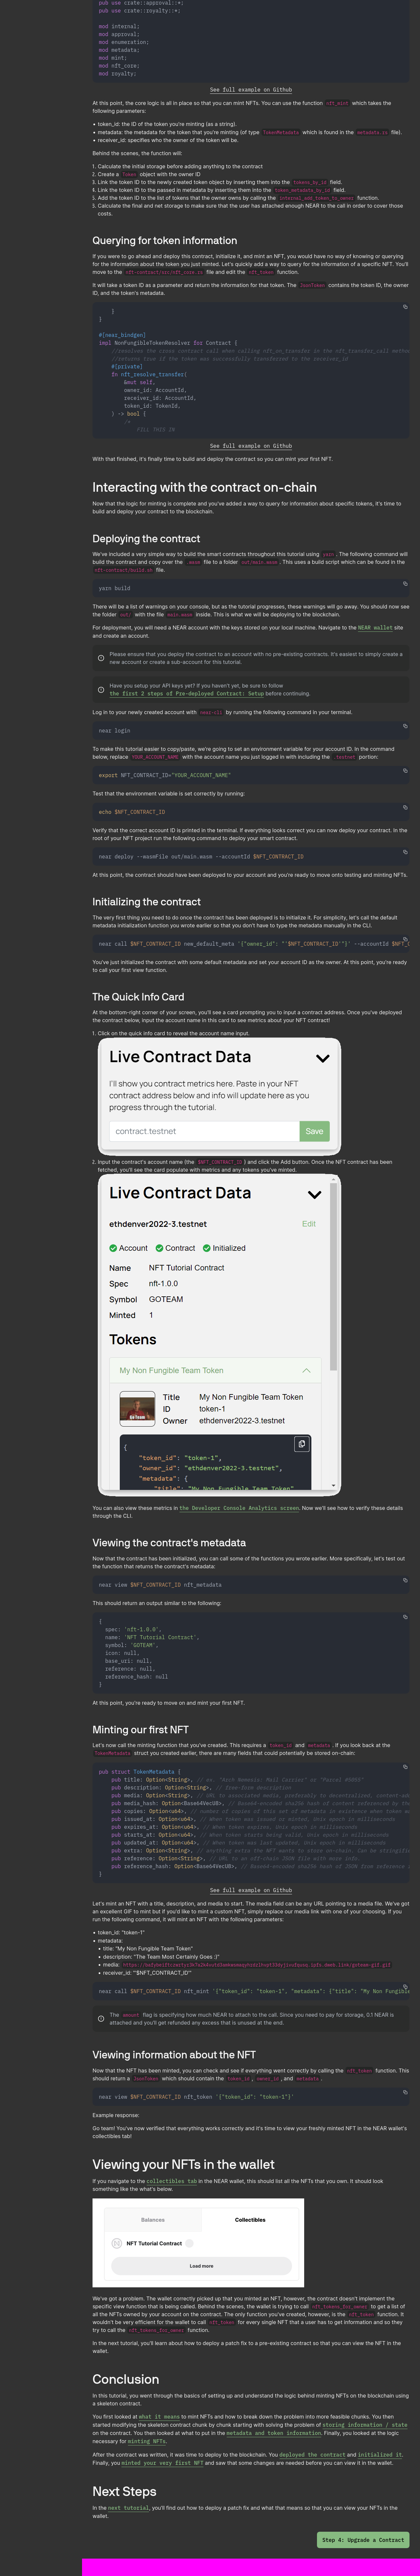 pub use crate::approval::*;
pub use crate::royalty::*;
mod internal;
mod approval;
mod enumeration;
mod metadata;
mod mint;
mod nft_core;
mod royalty;
See full example on Github
At this point, the core logic is all in place so that you can mint NFTs. You can use the function nft_mint which takes the
following parameters:
• token_id: the ID of the token you're minting (as a string).
• metadata: the metadata for the token that you're minting (of type TokenMetadata which is found in the metadata.rs file).
• receiver_id: specifies who the owner of the token will be.
Behind the scenes, the function will:
1. Calculate the initial storage before adding anything to the contract
2. Create a Token object with the owner ID
3. Link the token ID to the newly created token object by inserting them into the tokens_by_id field.
4. Link the token ID to the passed in metadata by inserting them into the token_metadata_by_id field.
5. Add the token ID to the list of tokens that the owner owns by calling the internal_add_token_to_owner function.
6. Calculate the final and net storage to make sure that the user has attached enough NEAR to the call in order to cover those
costs.
Querying for token information
If you were to go ahead and deploy this contract, initialize it, and mint an NFT, you would have no way of knowing or querying
for the information about the token you just minted. Let's quickly add a way to query for the information of a specific NFT. You'll
move to the nft-contract/src/nft_core.rs file and edit the nft_token function.
It will take a token ID as a parameter and return the information for that token. The JsonToken contains the token ID, the owner
ID, and the token's metadata.
}
}
#[near_bindgen]
impl NonFungibleTokenResolver for Contract {
//resolves the cross contract call when calling nft_on_transfer in the nft_transfer_call method
//returns true if the token was successfully transferred to the receiver_id
#[private]
fn nft_resolve_transfer(
&mut self,
owner_id: AccountId,
receiver_id: AccountId,
token_id: TokenId,
) -> bool {
/*
FILL THIS IN
See full example on Github
With that finished, it's finally time to build and deploy the contract so you can mint your first NFT.
Interacting with the contract on-chain
Now that the logic for minting is complete and you've added a way to query for information about specific tokens, it's time to
build and deploy your contract to the blockchain.
Deploying the contract
We've included a very simple way to build the smart contracts throughout this tutorial using yarn. The following command will
build the contract and copy over the .wasm file to a folder out/main.wasm. This uses a build script which can be found in the
nft-contract/build.sh file.
yarn build
There will be a list of warnings on your console, but as the tutorial progresses, these warnings will go away. You should now see
the folder out/ with the file main.wasm inside. This is what we will be deploying to the blockchain.
For deployment, you will need a NEAR account with the keys stored on your local machine. Navigate to the NEAR wallet site
and create an account.
Please ensure that you deploy the contract to an account with no pre-existing contracts. It's easiest to simply create a
new account or create a sub-account for this tutorial.
Have you setup your API keys yet? If you haven't yet, be sure to follow
the first 2 steps of Pre-deployed Contract: Setup before continuing.
Log in to your newly created account with near-cli by running the following command in your terminal.
near login
To make this tutorial easier to copy/paste, we're going to set an environment variable for your account ID. In the command
below, replace YOUR_ACCOUNT_NAME with the account name you just logged in with including the .testnet portion:
export NFT_CONTRACT_ID="YOUR_ACCOUNT_NAME"
Test that the environment variable is set correctly by running:
echo $NFT_CONTRACT_ID
Verify that the correct account ID is printed in the terminal. If everything looks correct you can now deploy your contract. In the
root of your NFT project run the following command to deploy your smart contract.
near deploy --wasmFile out/main.wasm --accountId $NFT_CONTRACT_ID
At this point, the contract should have been deployed to your account and you're ready to move onto testing and minting NFTs.
Initializing the contract
The very first thing you need to do once the contract has been deployed is to initialize it. For simplicity, let's call the default
metadata initialization function you wrote earlier so that you don't have to type the metadata manually in the CLI.
near call $NFT_CONTRACT_ID new_default_meta '{"owner_id": "'$NFT_CONTRACT_ID'"}' --accountId $NFT_C
You've just initialized the contract with some default metadata and set your account ID as the owner. At this point, you're ready
to call your first view function.
The Quick Info Card
At the bottom-right corner of your screen, you'll see a card prompting you to input a contract address. Once you've deployed
the contract below, input the account name in this card to see metrics about your NFT contract!
1. Click on the quick info card to reveal the account name input.
Live Contract Data
I'll show you contract metrics here. Paste in your NFT
contract address below and info will update here as you
progress through the tutorial.
contract.testnet
Save
2. Input the contract's account name (the $NFT_CONTRACT_ID) and click the Add button. Once the NFT contract has been
fetched, you'll see the card populate with metrics and any tokens you've minted.
Live Contract Data
ethdenver2022-3.testnet Edit
Account Contract Initialized
Name NFT Tutorial Contract
Spec nft-1.0.0
Symbol GOTEAM
Minted 1
Tokens
My Non Fungible Team Token
Title My Non Fungible Team Token
ID token-1
Owner ethdenver2022-3.testnet
{
"token_id": "token-1",
"owner_id": "ethdenver2022-3.testnet",
"metadata": {
"title": "My Non Fungible Team Token"
You can also view these metrics in the Developer Console Analytics screen. Now we'll see how to verify these details
through the CLI.
Viewing the contract's metadata
Now that the contract has been initialized, you can call some of the functions you wrote earlier. More specifically, let's test out
the function that returns the contract's metadata:
near view $NFT_CONTRACT_ID nft_metadata
This should return an output similar to the following:
{
spec: 'nft-1.0.0',
name: 'NFT Tutorial Contract',
symbol: 'GOTEAM',
icon: null,
base_uri: null,
reference: null,
reference_hash: null
}
At this point, you're ready to move on and mint your first NFT.
Minting our first NFT
Let's now call the minting function that you've created. This requires a token_id and metadata. If you look back at the
TokenMetadata struct you created earlier, there are many fields that could potentially be stored on-chain:
pub struct TokenMetadata {
pub title: Option<String>, // ex. "Arch Nemesis: Mail Carrier" or "Parcel #5055"
pub description: Option<String>, // free-form description
pub media: Option<String>, // URL to associated media, preferably to decentralized, content-add
pub media_hash: Option<Base64VecU8>, // Base64-encoded sha256 hash of content referenced by the
pub copies: Option<u64>, // number of copies of this set of metadata in existence when token mi
pub issued_at: Option<u64>, // When token was issued or minted, Unix epoch in milliseconds
pub expires_at: Option<u64>, // When token expires, Unix epoch in milliseconds
pub starts_at: Option<u64>, // When token starts being valid, Unix epoch in milliseconds
pub updated_at: Option<u64>, // When token was last updated, Unix epoch in milliseconds
pub extra: Option<String>, // anything extra the NFT wants to store on-chain. Can be stringifie
pub reference: Option<String>, // URL to an off-chain JSON file with more info.
pub reference_hash: Option<Base64VecU8>, // Base64-encoded sha256 hash of JSON from reference f
}
See full example on Github
Let's mint an NFT with a title, description, and media to start. The media field can be any URL pointing to a media file. We've got
an excellent GIF to mint but if you'd like to mint a custom NFT, simply replace our media link with one of your choosing. If you
run the following command, it will mint an NFT with the following parameters:
• token_id: "token-1"
• metadata:
• title: "My Non Fungible Team Token"
• description: "The Team Most Certainly Goes :)"
• media:
• receiver_id: "'$NFT_CONTRACT_ID'"
near call $NFT_CONTRACT_ID nft_mint '{"token_id": "token-1", "metadata": {"title": "My Non Fungible
The amount flag is specifying how much NEAR to attach to the call. Since you need to pay for storage, 0.1 NEAR is
attached and you'll get refunded any excess that is unused at the end.
Viewing information about the NFT
Now that the NFT has been minted, you can check and see if everything went correctly by calling the nft_token function. This
should return a JsonToken which should contain the token_id, owner_id, and metadata.
near view $NFT_CONTRACT_ID nft_token '{"token_id": "token-1"}'
Example response:
Go team! You've now verified that everything works correctly and it's time to view your freshly minted NFT in the NEAR wallet's
collectibles tab!
Viewing your NFTs in the wallet
If you navigate to the collectibles tab in the NEAR wallet, this should list all the NFTs that you own. It should look
something like the what's below.
Balances Collectibles
NFT Tutorial Contract
Load more
We've got a problem. The wallet correctly picked up that you minted an NFT, however, the contract doesn't implement the
specific view function that is being called. Behind the scenes, the wallet is trying to call nft_tokens_for_owner to get a list of
all the NFTs owned by your account on the contract. The only function you've created, however, is the nft_token function. It
wouldn't be very efficient for the wallet to call nft_token for every single NFT that a user has to get information and so they
try to call the nft_tokens_for_owner function.
In the next tutorial, you'll learn about how to deploy a patch fix to a pre-existing contract so that you can view the NFT in the
wallet.
Conclusion
In this tutorial, you went through the basics of setting up and understand the logic behind minting NFTs on the blockchain using
a skeleton contract.
You first looked at what it means to mint NFTs and how to break down the problem into more feasible chunks. You then
started modifying the skeleton contract chunk by chunk starting with solving the problem of storing information / state
on the contract. You then looked at what to put in the metadata and token information. Finally, you looked at the logic
necessary for minting NFTs.
After the contract was written, it was time to deploy to the blockchain. You deployed the contract and initialized it.
Finally, you minted your very first NFT and saw that some changes are needed before you can view it in the wallet.
Next Steps
In the next tutorial, you'll find out how to deploy a patch fix and what that means so that you can view your NFTs in the
wallet.
Step 4: Upgrade a Contract